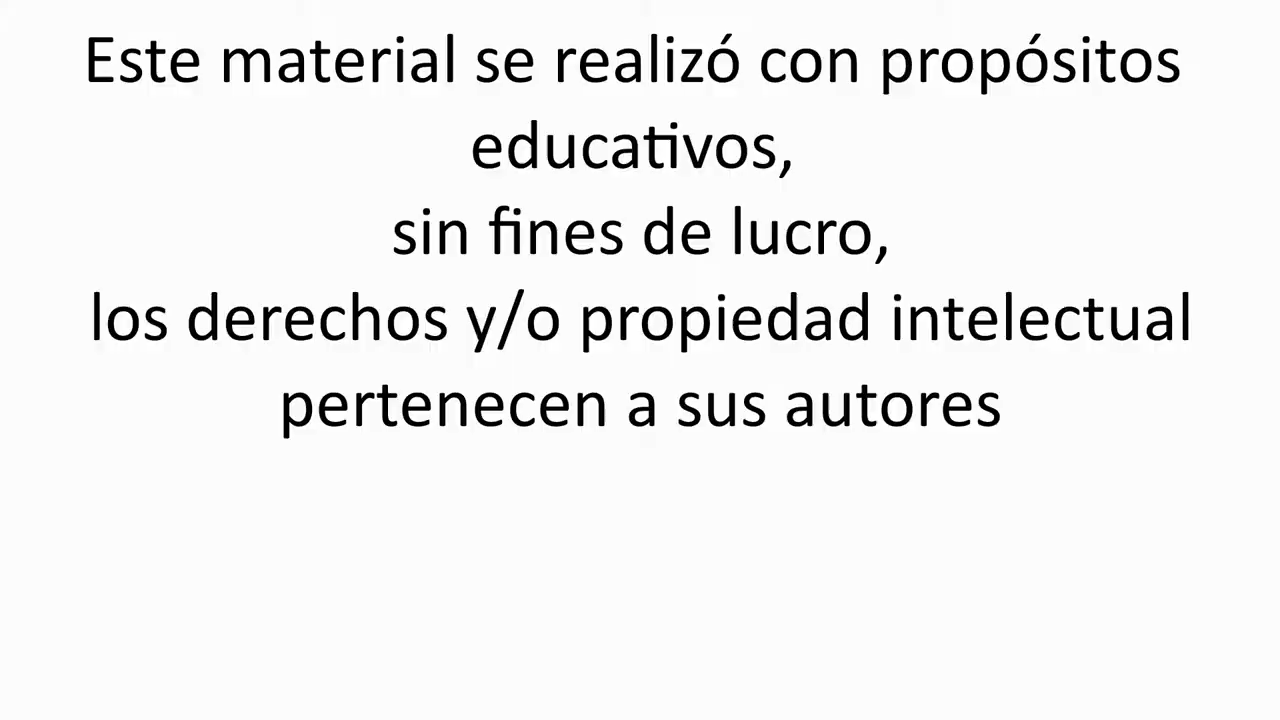 Este material se realizó con propósitos
educativos,
sin fines de lucro,
los derechos y/o propiedad intelectual
pertenecen a sus autores